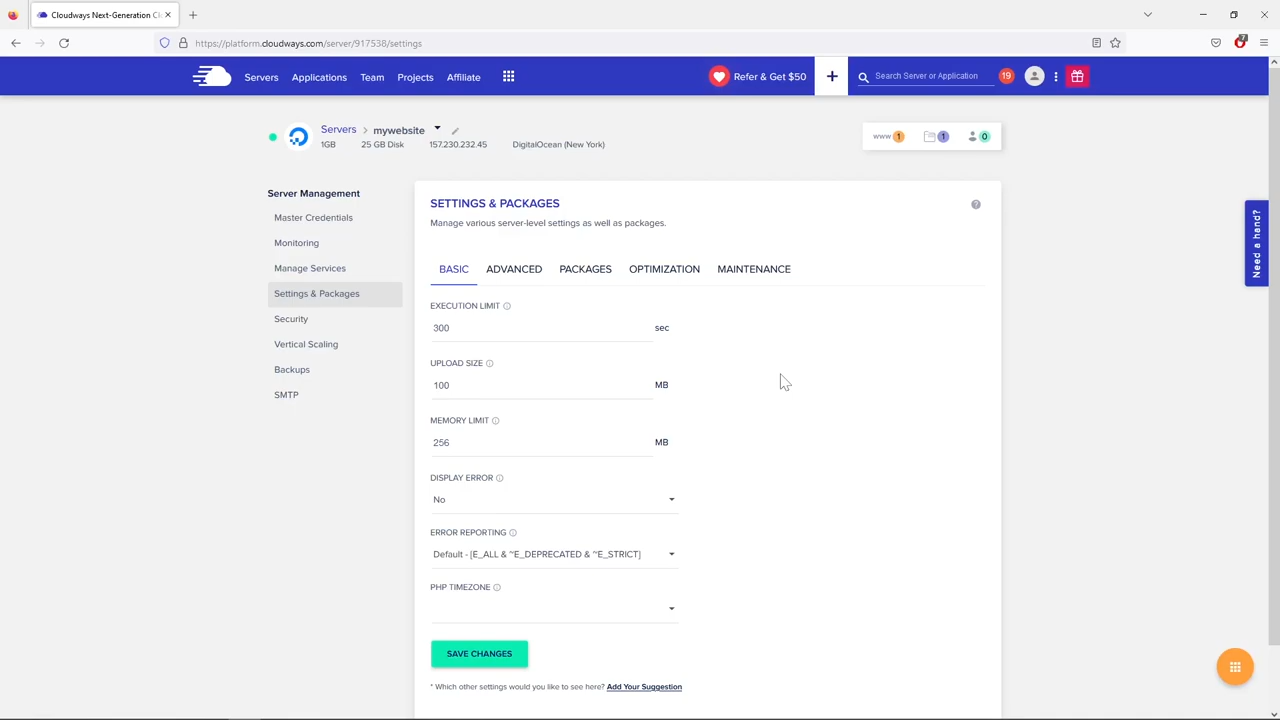 Cloudways Next-Generation Cl
https://platform.cloudways.com/server/917538/settings
7
Servers
Applications
Team
Projects
Affiliate
Refer & Get $50
+
Search Server or Application
19
Servers > mywebsite
1GB
25 GB Disk
157.230.232.45
DigitalOcean (New York)
www 1
1
0
Server Management
Master Credentials
Monitoring
Manage Services
Settings & Packages
Security
Vertical Scaling
Backups
SMTP
SETTINGS & PACKAGES
Manage various server-level settings as well as packages.
BASIC
ADVANCED
PACKAGES
OPTIMIZATION
MAINTENANCE
EXECUTION LIMIT
300
sec
UPLOAD SIZE
100
MB
MEMORY LIMIT
256
MB
DISPLAY ERROR
No
ERROR REPORTING
Default - [E_ALL & ~E_DEPRECATED & ~E_STRICT]
PHP TIMEZONE
SAVE CHANGES
* Which other settings would you like to see here? Add Your Suggestion
Need a hand?